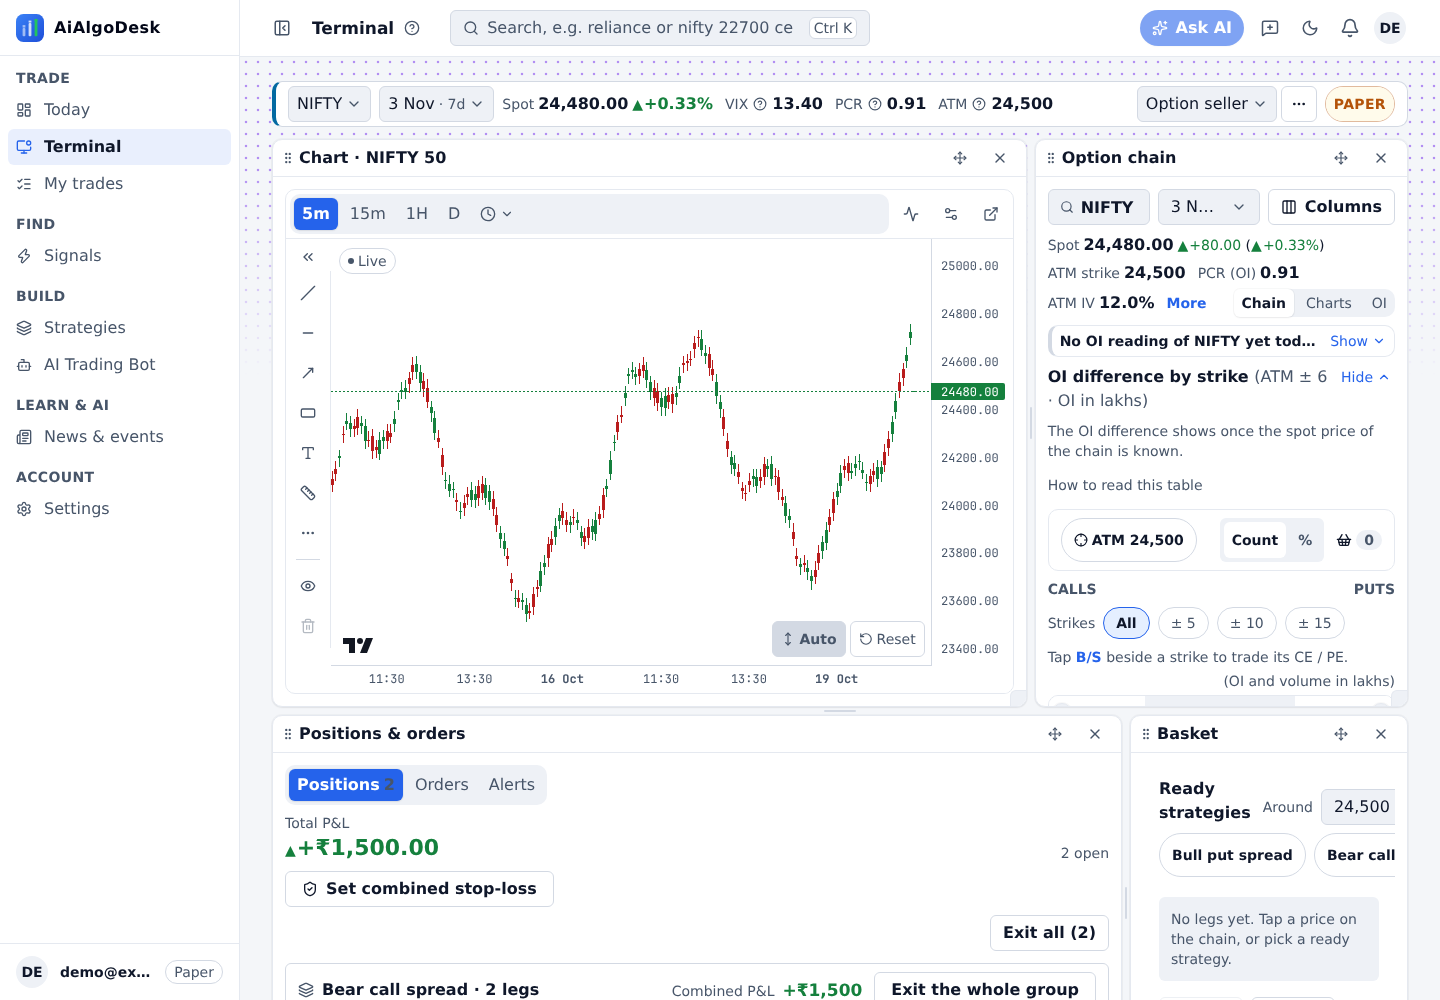 AiAlgoDesk
TRADE
Today
Terminal
My trades
FIND
Signals
BUILD
Strategies
AI Trading Bot
LEARN & AI
News & events
ACCOUNT
Settings
DE demo@ex... Paper
Terminal
Search, e.g. reliance or nifty 22700 ce Ctrl K
Ask AI
DE
NIFTY 3 Nov · 7d Spot 24,480.00 ▲+0.33% VIX 13.40 PCR 0.91 ATM 24,500 Option seller ... PAPER
Chart · NIFTY 50
5m 15m 1H D
Live
25000.00
24800.00
24600.00
24480.00
24400.00
24200.00
24000.00
23800.00
23600.00
23400.00
Auto Reset
11:30 13:30 16 Oct 11:30 13:30 19 Oct
Option chain
NIFTY 3 N... Columns
Spot 24,480.00 ▲+80.00 (▲+0.33%)
ATM strike 24,500 PCR (OI) 0.91
ATM IV 12.0% More Chain Charts OI
No OI reading of NIFTY yet tod... Show
OI difference by strike (ATM ± 6 Hide
· OI in lakhs)
The OI difference shows once the spot price of
the chain is known.
How to read this table
ATM 24,500 Count % 0
CALLS PUTS
Strikes All ± 5 ± 10 ± 15
Tap B/S beside a strike to trade its CE / PE.
(OI and volume in lakhs)
Positions & orders
Positions 2 Orders Alerts
Total P&L
▲+₹1,500.00
2 open
Set combined stop-loss
Exit all (2)
Bear call spread · 2 legs Combined P&L +₹1,500 Exit the whole group
Basket
Ready
strategies Around 24,500
Bull put spread Bear call
No legs yet. Tap a price on
the chain, or pick a ready
strategy.